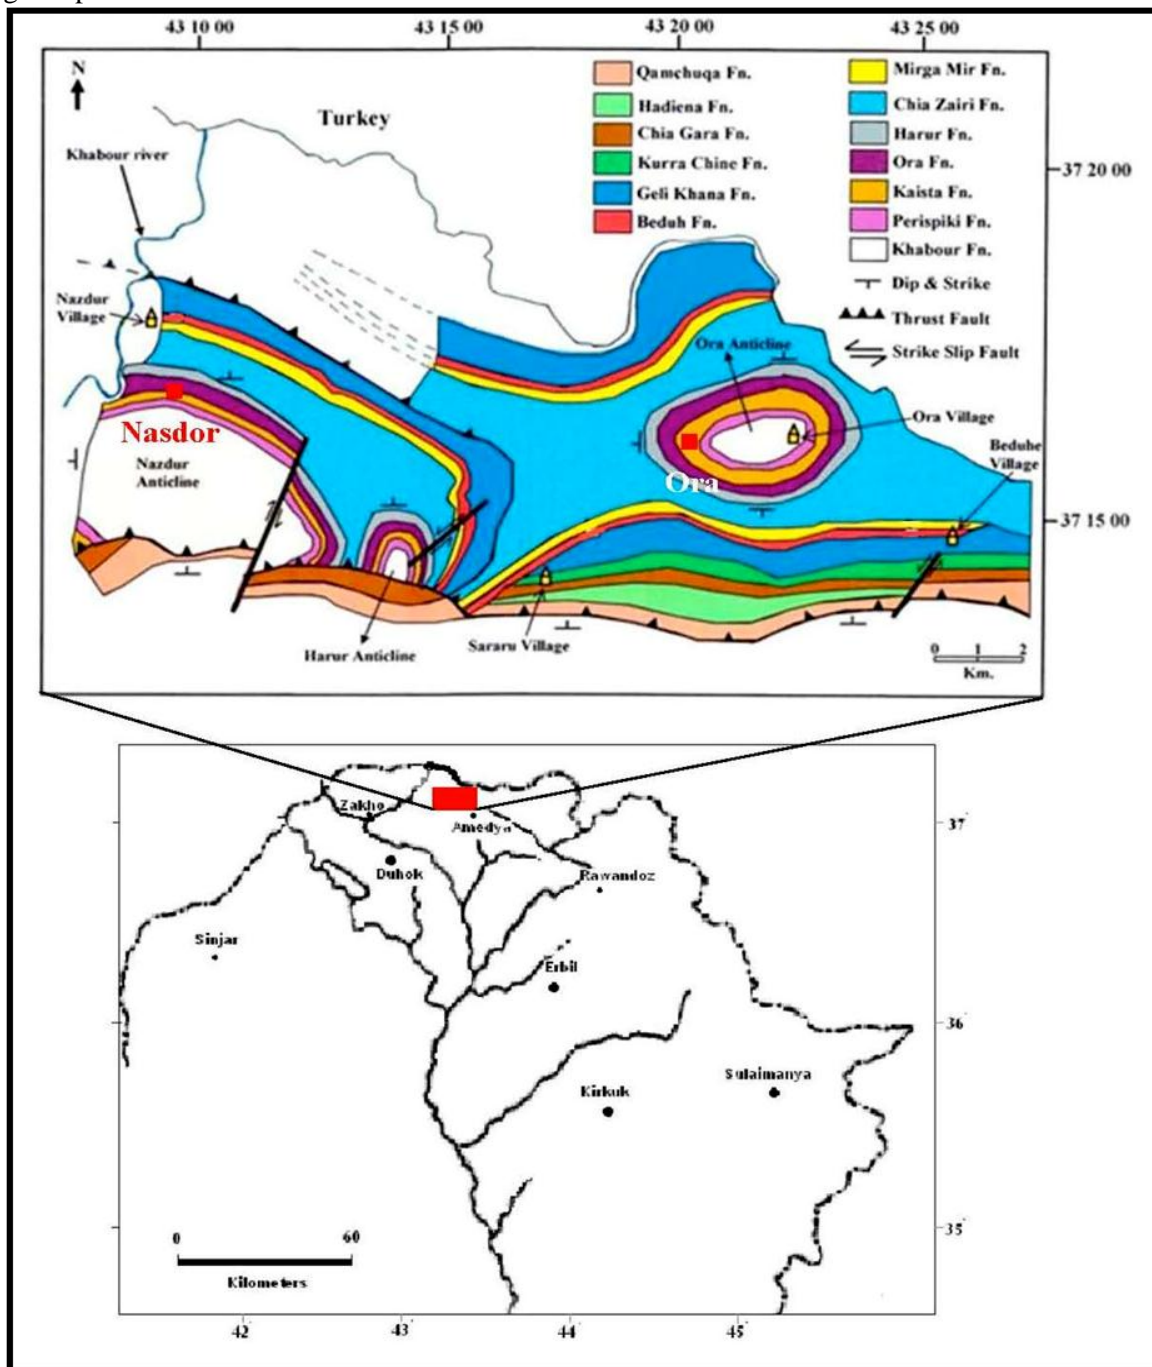 43 10 00
43 15 00
43 20 00
43 25 00
N
Turkey
Khabour river
Qamchuqa Fn.
Hadiena Fn.
Chia Gara Fn.
Kurra Chine Fn.
Geli Khana Fn.
Beduh Fn.
Mirga Mir Fn.
Chia Zairi Fn.
Harur Fn.
Ora Fn.
Kaista Fn.
Perispiki Fn.
Khabour Fn.
Dip & Strike
Thrust Fault
Strike Slip Fault
37 20 00
Nazdur
Village
Ora Anticline
Ora Village
Beduhe
Village
Nasdor
Nazdur
Anticline
Ora
37 15 00
Harur Anticline
Sararu Village
0 1 2
Km.
Zakho
Amedya
Duhok
Rawandoz
Sinjar
Erbil
Kirkuk
Sulaimanya
37
36
35
0 60
Kilometers
42 43 44 45